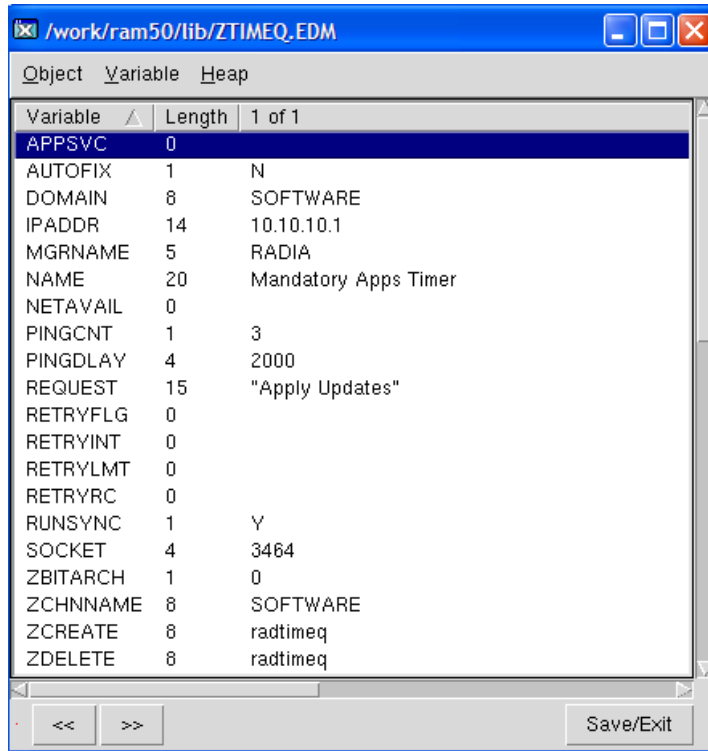 /work/ram50/lib/ZTIMEQ.EDM
Object Variable Heap
Variable Length 1 of 1
APPSVC 0
AUTOFIX 1 N
DOMAIN 8 SOFTWARE
IPADDR 14 10.10.10.1
MGRNAME 5 RADIA
NAME 20 Mandatory Apps Timer
NETAVAIL 0
PINGCNT 1 3
PINGDLAY 4 2000
REQUEST 15 "Apply Updates"
RETRYFLG 0
RETRYINT 0
RETRYLMT 0
RETRYRC 0
RUNSYNC 1 Y
SOCKET 4 3464
ZBITARCH 1 0
ZCHNNAME 8 SOFTWARE
ZCREATE 8 radtimeq
ZDELETE 8 radtimeq
<< >> Save/Exit